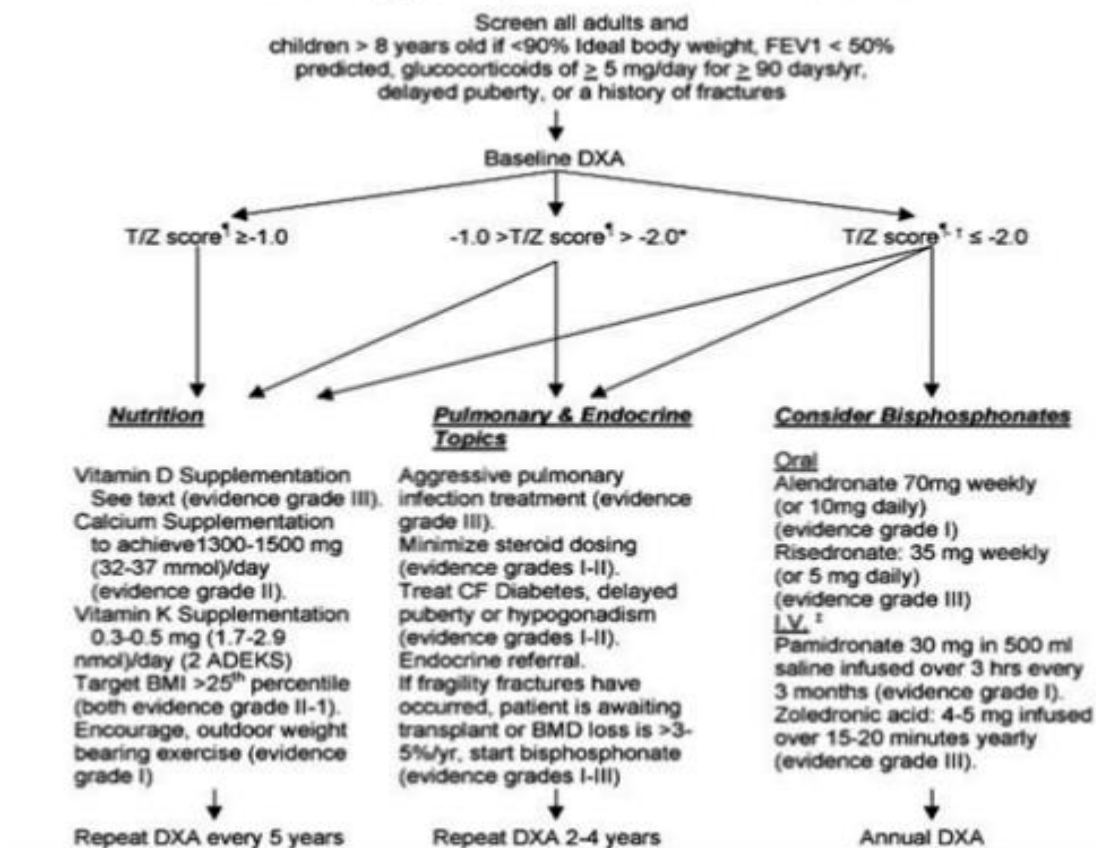 Screen all adults and
children > 8 years old if <90% Ideal body weight, FEV1 < 50%
predicted, glucocorticoids of ≥ 5 mg/day for ≥ 90 days/yr,
delayed puberty, or a history of fractures
Baseline DXA
T/Z score¶ ≥-1.0
-1.0 >T/Z score¶ > -2.0*
T/Z score¶, † ≤ -2.0
Nutrition
Vitamin D Supplementation
See text (evidence grade III).
Calcium Supplementation
to achieve1300-1500 mg
(32-37 mmol)/day
(evidence grade II).
Vitamin K Supplementation
0.3-0.5 mg (1.7-2.9
nmol)/day (2 ADEKS)
Target BMI >25th percentile
(both evidence grade II-1).
Encourage, outdoor weight
bearing exercise (evidence
grade I)
Repeat DXA every 5 years
Pulmonary & Endocrine
Topics
Aggressive pulmonary
infection treatment (evidence
grade III).
Minimize steroid dosing
(evidence grades I-II).
Treat CF Diabetes, delayed
puberty or hypogonadism
(evidence grades I-II).
Endocrine referral.
If fragility fractures have
occurred, patient is awaiting
transplant or BMD loss is >3-
5%/yr, start bisphosphonate
(evidence grades I-III)
Repeat DXA 2-4 years
Consider Bisphosphonates
Oral
Alendronate 70mg weekly
(or 10mg daily)
(evidence grade I)
Risedronate: 35 mg weekly
(or 5 mg daily)
(evidence grade III)
I.V. ‡
Pamidronate 30 mg in 500 ml
saline infused over 3 hrs every
3 months (evidence grade I).
Zoledronic acid: 4-5 mg infused
over 15-20 minutes yearly
(evidence grade III).
Annual DXA